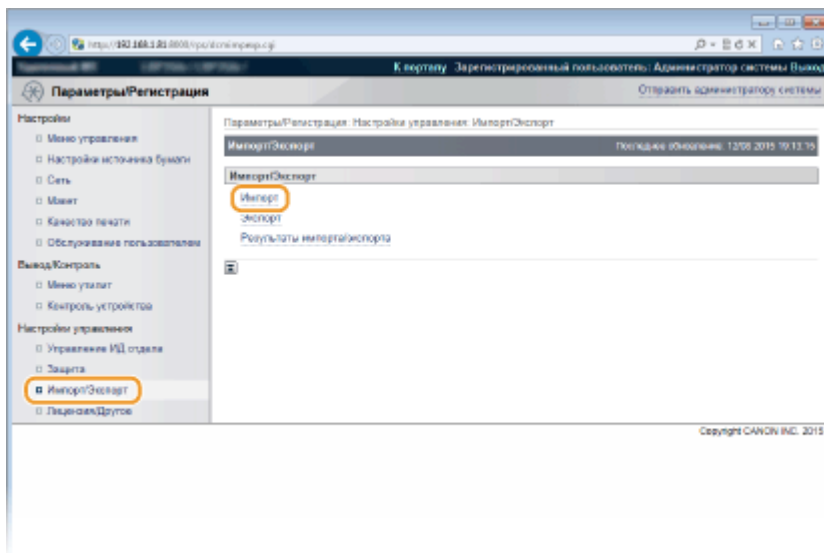 К порталу Зарегистрированный пользователь: Администратор системы Выход
Параметры/Регистрация
Отправить администратору системы
Настройки
Меню управления
Настройки источника бумаги
Сеть
Макет
Качество печати
Обслуживание пользователем
Вывод/Контроль
Меню утилит
Контроль устройства
Настройки управления
Управление ИД отдела
Защита
Импорт/Экспорт
Лицензия/Другое
Параметры/Регистрация: Настройки управления: Импорт/Экспорт
Импорт/Экспорт
Последнее обновление: 12/08 2015 19:13:15
Импорт/Экспорт
Импорт
Экспорт
Результаты импорта/экспорта
Copyright CANON INC. 2015